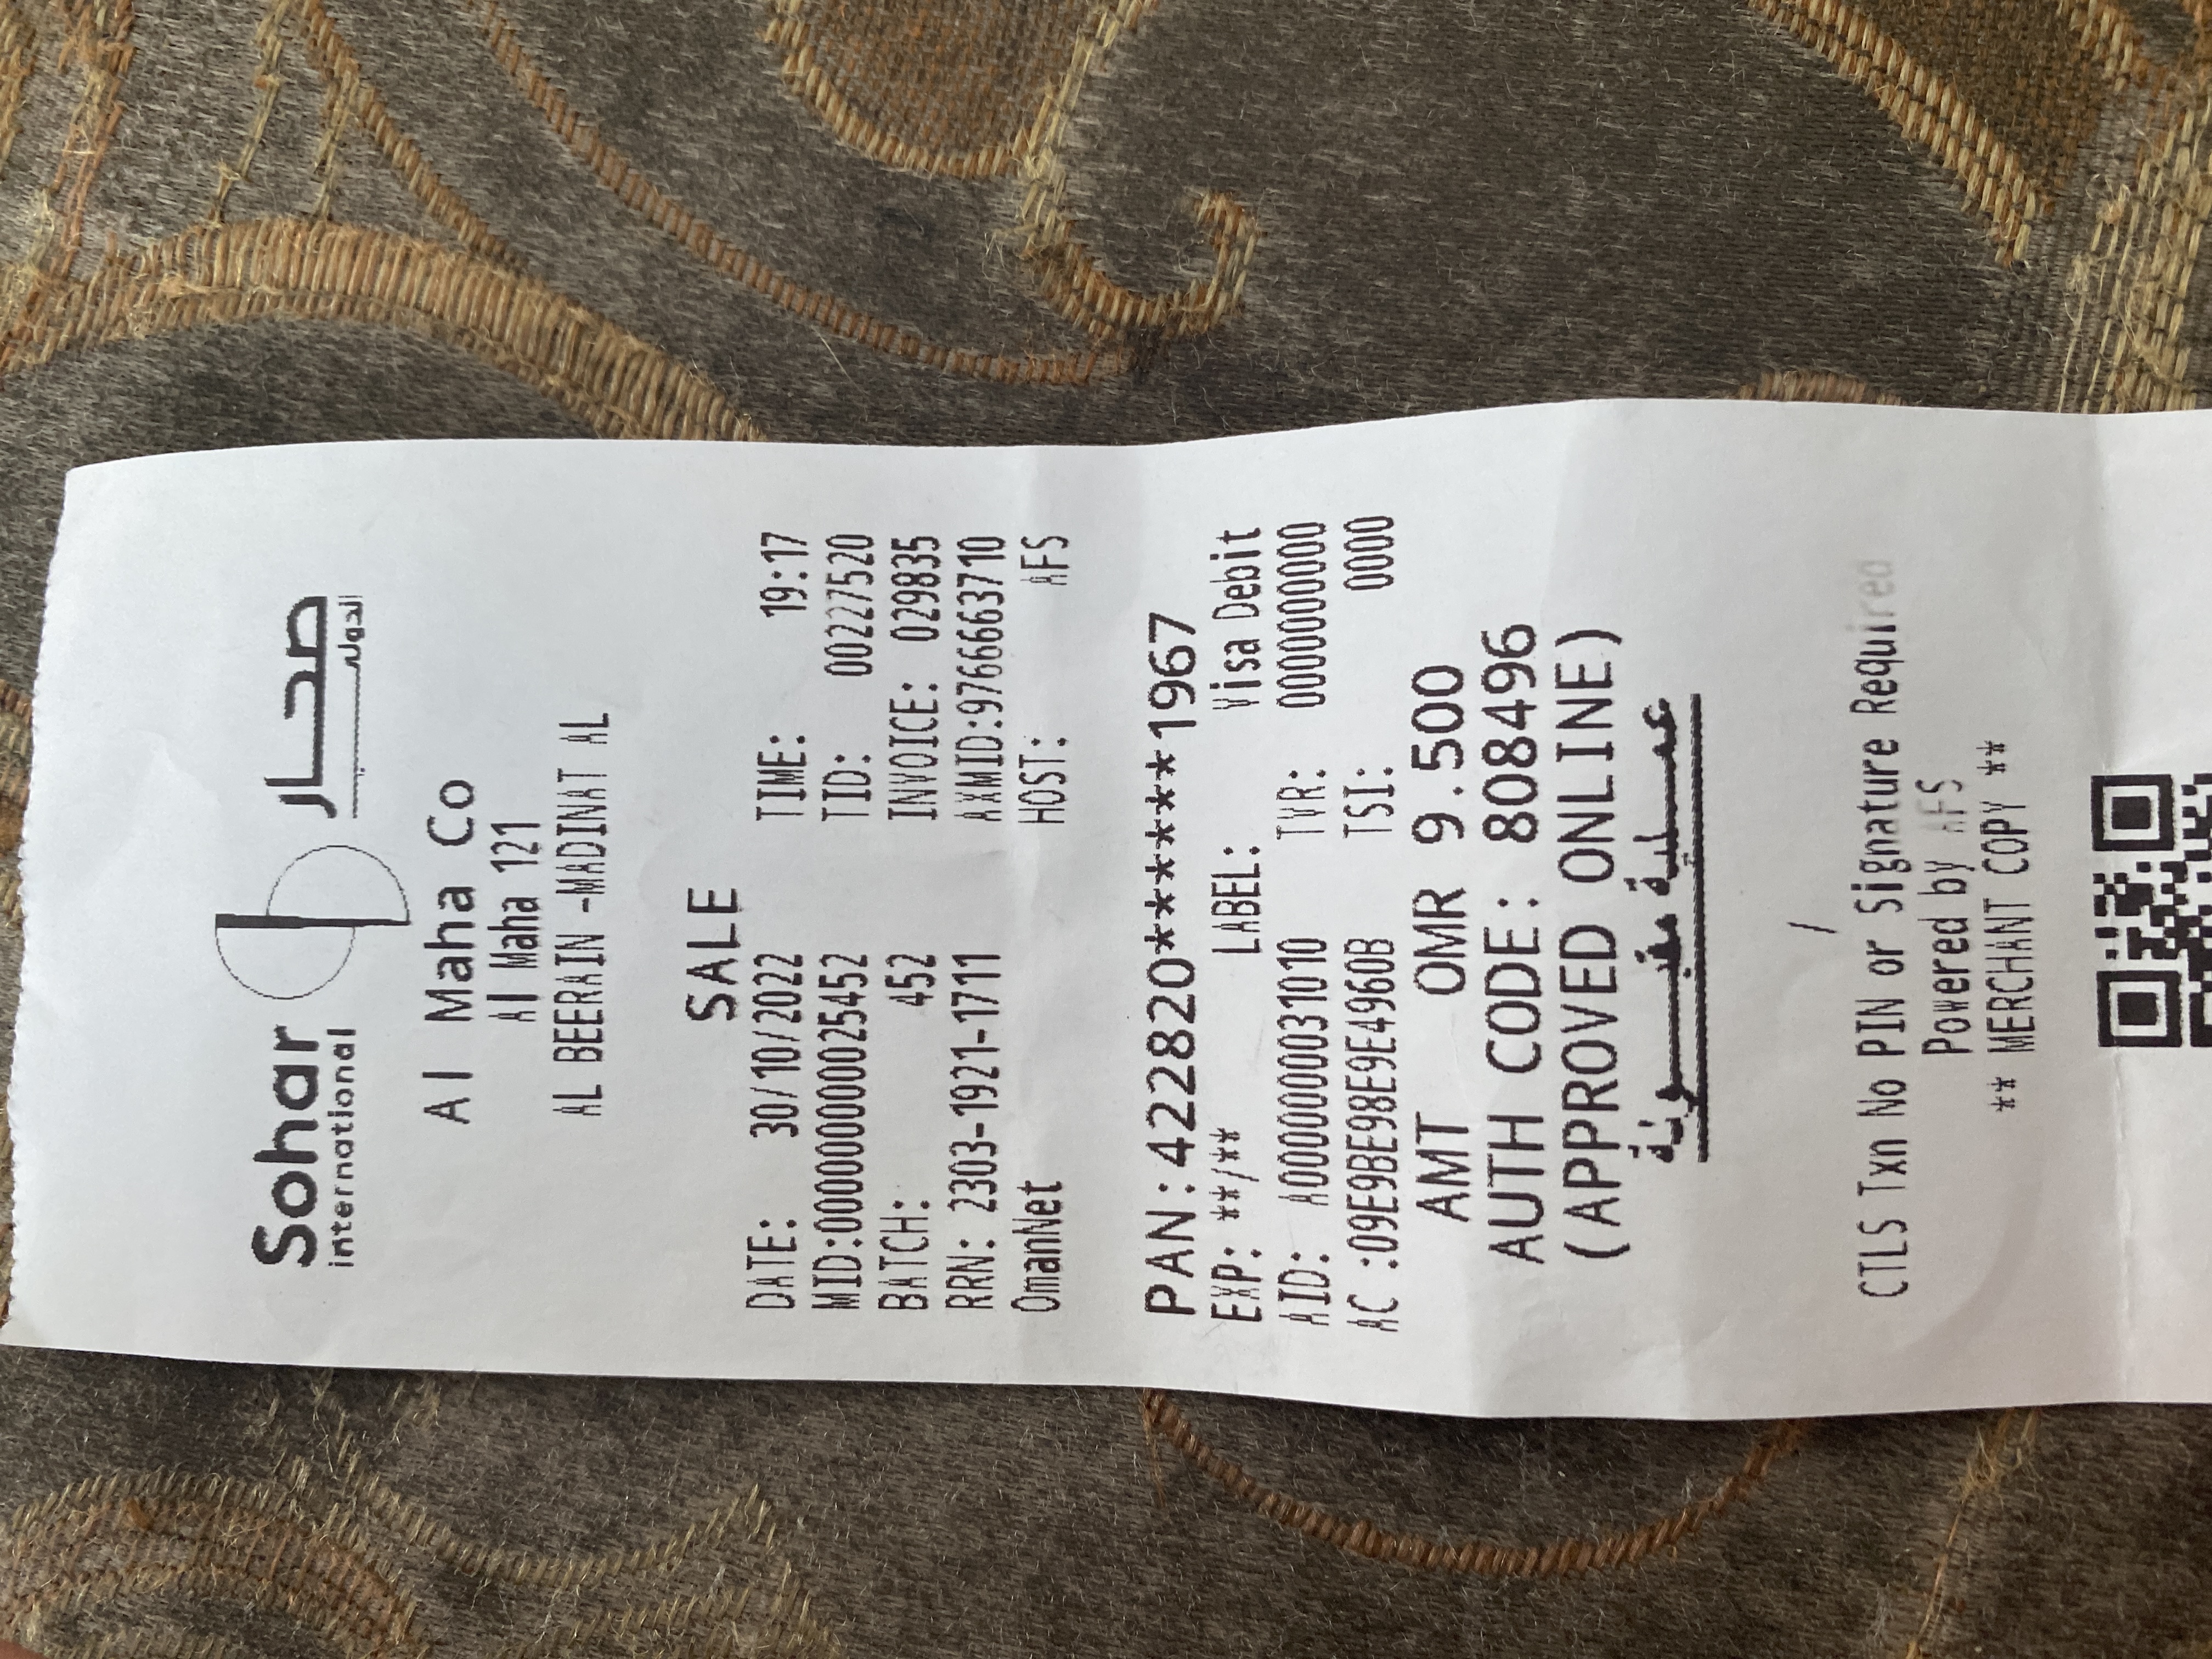 Sohar صحار
international الدولي
Al Maha Co
Al Maha 121
AL BEERAIN -MADINAT AL
SALE
DATE: 30/10/2022 TIME: 19:17
MID:000000000025452 TID: 00227520
BATCH: 452 INVOICE: 029835
RRN: 2303-1921-1711 AXMID:9766663710
OmanNet HOST: AFS
PAN:422820******1967
EXP: **/** LABEL: Visa Debit
AID: A0000000031010 TVR: 0000000000
AC :09E9BE98E9E4960B TSI: 0000
AMT OMR 9.500
AUTH CODE: 808496
(APPROVED ONLINE)
عملية مقبولة
/
CTLS Txn No PIN or Signature Required
Powered by AFS
** MERCHANT COPY **